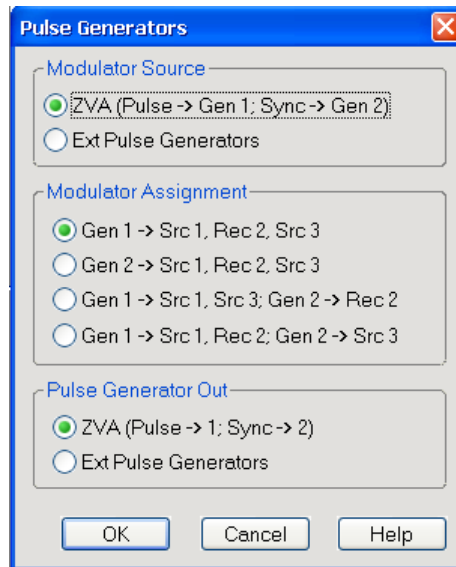 Pulse Generators
Modulator Source
ZVA (Pulse -> Gen 1; Sync -> Gen 2)
Ext Pulse Generators
Modulator Assignment
Gen 1 -> Src 1, Rec 2, Src 3
Gen 2 -> Src 1, Rec 2, Src 3
Gen 1 -> Src 1, Src 3; Gen 2 -> Rec 2
Gen 1 -> Src 1, Rec 2; Gen 2 -> Src 3
Pulse Generator Out
ZVA (Pulse -> 1; Sync -> 2)
Ext Pulse Generators
OK Cancel Help